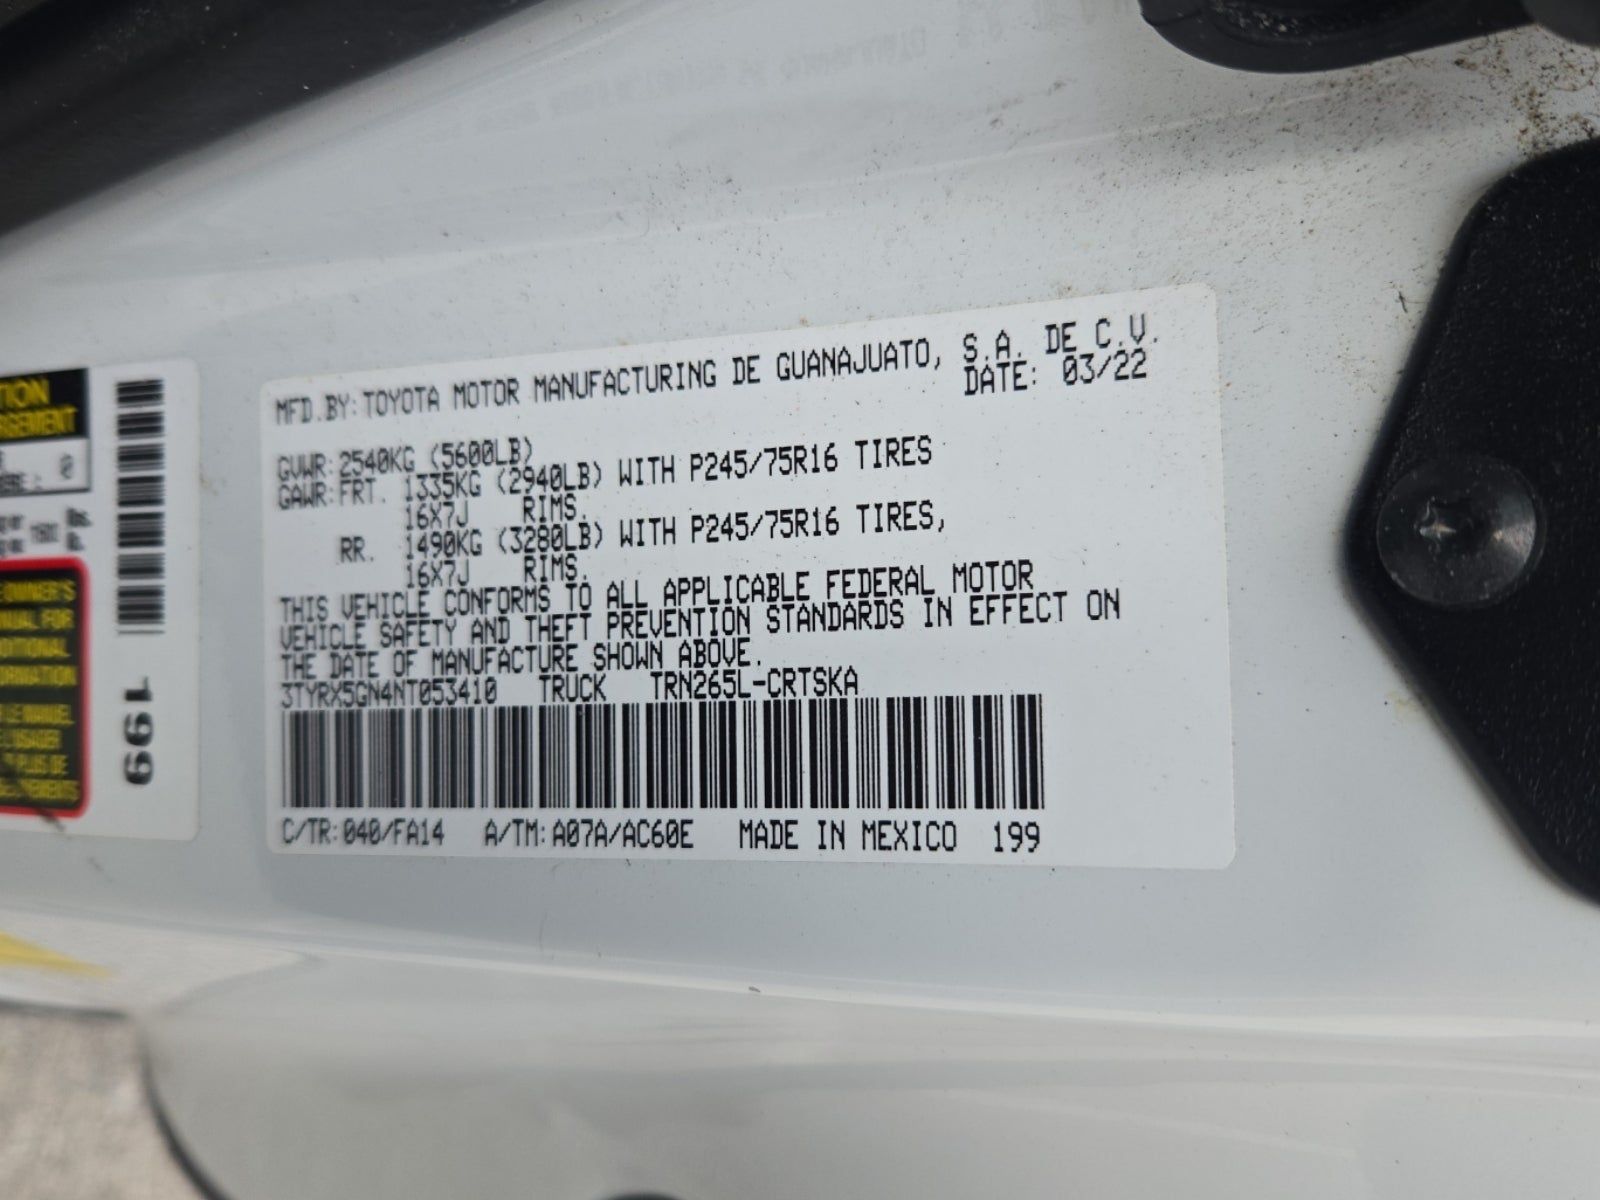 MFD.BY:TOYOTA MOTOR MANUFACTURING DE GUANAJUATO, S.A. DE C.V.
DATE: 03/22
GVWR:2540KG (5600LB)
GAWR:FRT. 1335KG (2940LB) WITH P245/75R16 TIRES
16X7J RIMS.
RR. 1490KG (3280LB) WITH P245/75R16 TIRES,
16X7J RIMS.
THIS VEHICLE CONFORMS TO ALL APPLICABLE FEDERAL MOTOR
VEHICLE SAFETY AND THEFT PREVENTION STANDARDS IN EFFECT ON
THE DATE OF MANUFACTURE SHOWN ABOVE.
3TYRX5GN4NT053410 TRUCK TRN265L-CRTSKA
C/TR:040/FA14 A/TM:A07A/AC60E MADE IN MEXICO 199
199